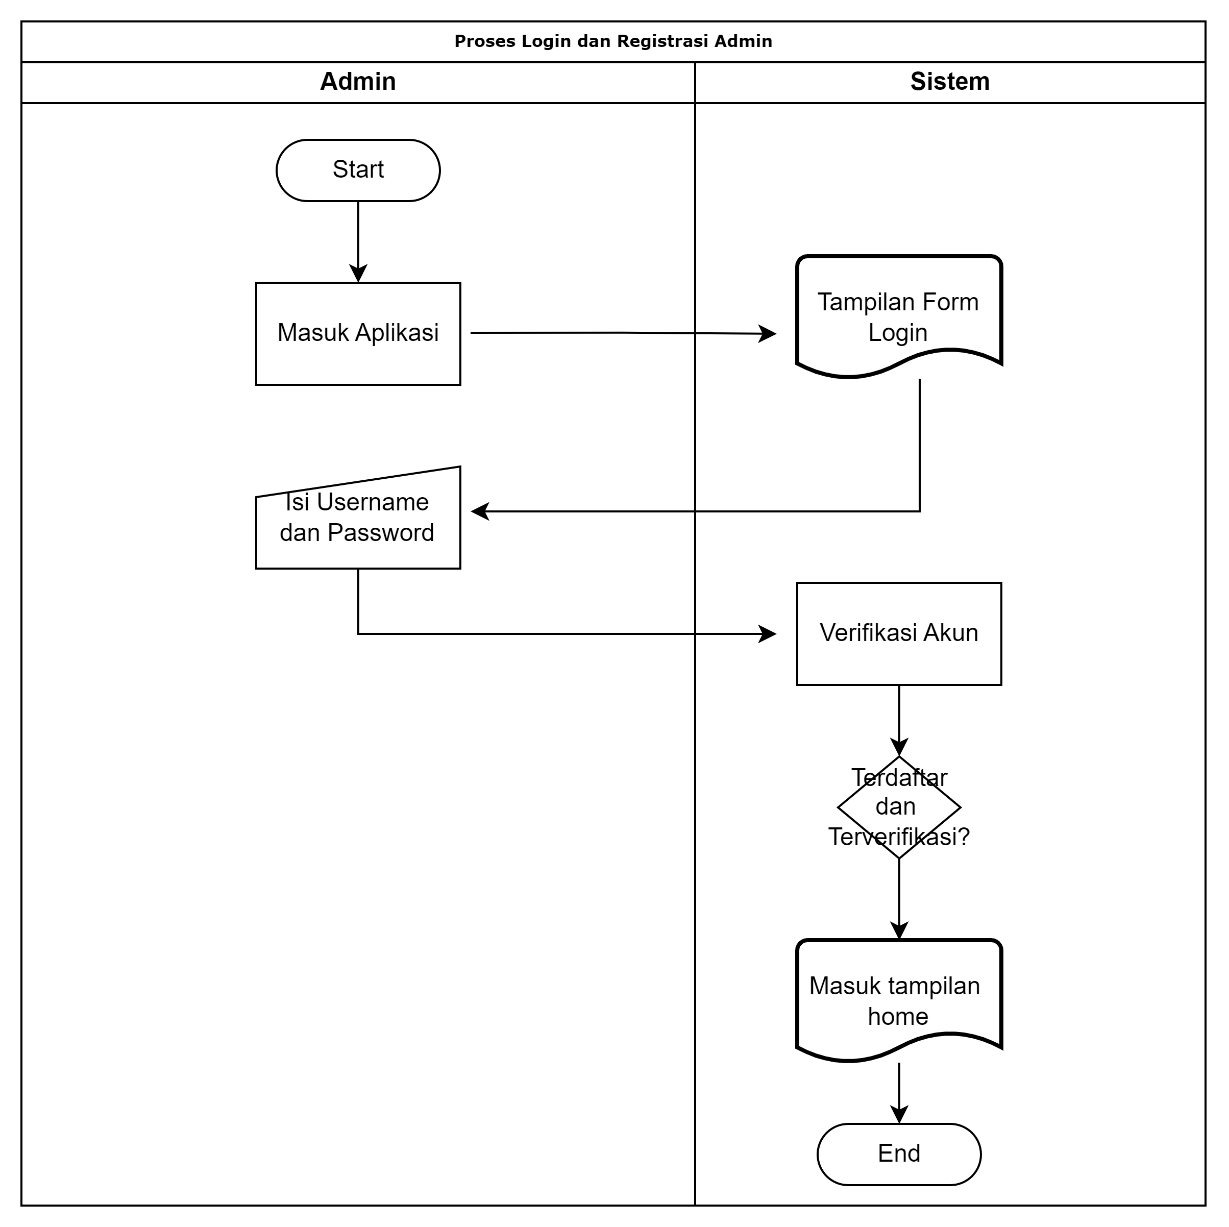 Proses Login dan Registrasi Admin
Admin
Sistem
Start
Masuk Aplikasi
Tampilan Form
Login
Isi Username
dan Password
Verifikasi Akun
Terdaftar
dan
Terverifikasi?
Masuk tampilan
home
End